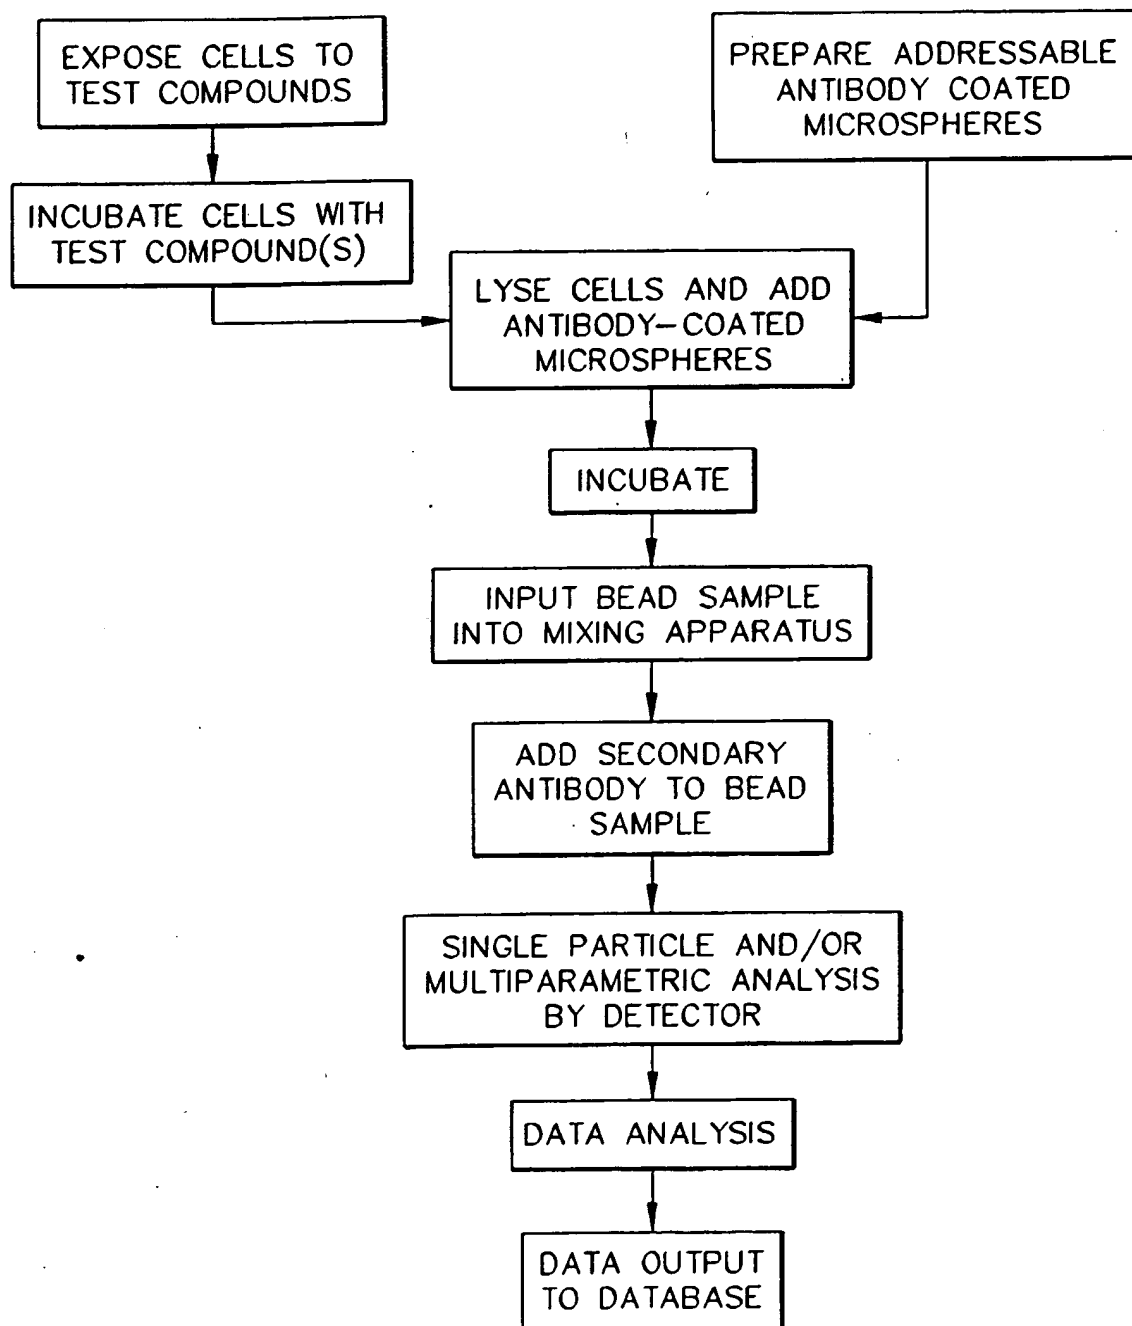 EXPOSE CELLS TO
TEST COMPOUNDS
PREPARE ADDRESSABLE
ANTIBODY COATED
MICROSPHERES
INCUBATE CELLS WITH
TEST COMPOUND(S)
LYSE CELLS AND ADD
ANTIBODY-COATED
MICROSPHERES
INCUBATE
INPUT BEAD SAMPLE
INTO MIXING APPARATUS
ADD SECONDARY
ANTIBODY TO BEAD
SAMPLE
SINGLE PARTICLE AND/OR
MULTIPARAMETRIC ANALYSIS
BY DETECTOR
DATA ANALYSIS
DATA OUTPUT
TO DATABASE